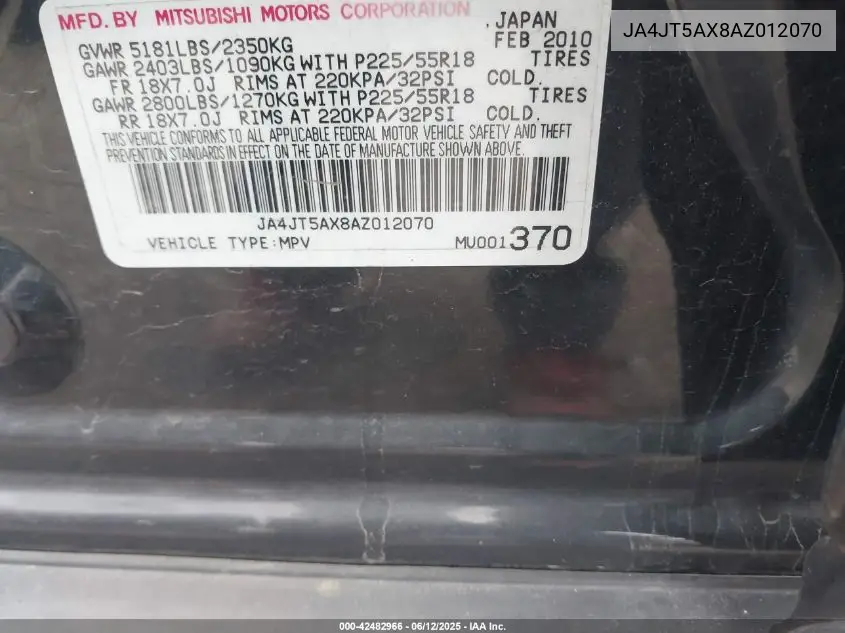 MFD. BY MITSUBISHI MOTORS CORPORATION , JAPAN
GVWR 5181LBS/2350KG FEB 2010
GAWR 2403LBS/1090KG WITH P225/55R18 TIRES
FR 18X7.0J RIMS AT 220KPA/32PSI COLD.
GAWR 2800LBS/1270KG WITH P225/55R18 TIRES
RR 18X7.0J RIMS AT 220KPA/32PSI COLD.
THIS VEHICLE CONFORMS TO ALL APPLICABLE FEDERAL MOTOR VEHICLE SAFETY AND THEFT
PREVENTION STANDARDS IN EFFECT ON THE DATE OF MANUFACTURE SHOWN ABOVE.
JA4JT5AX8AZ012070
VEHICLE TYPE:MPV MU001370
JA4JT5AX8AZ012070
000-42482966 - 06/12/2025 - IAA Inc.